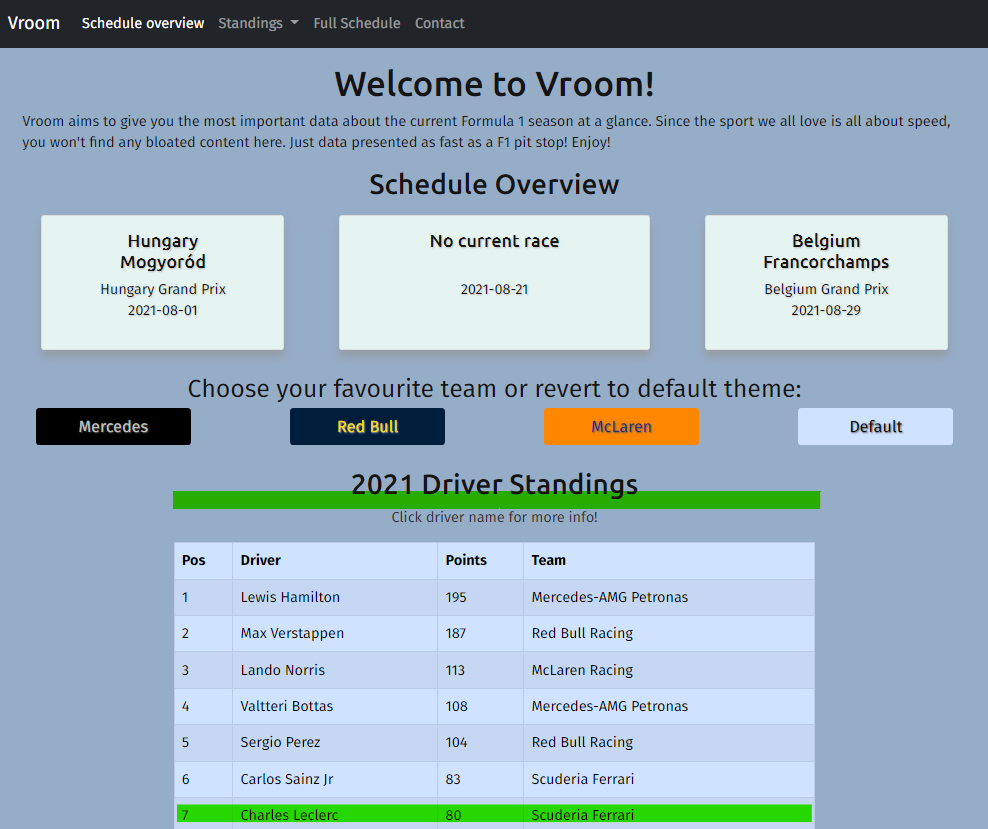 Vroom Schedule overview Standings Full Schedule Contact
Welcome to Vroom!
Vroom aims to give you the most important data about the current Formula 1 season at a glance. Since the sport we all love is all about speed,
you won't find any bloated content here. Just data presented as fast as a F1 pit stop! Enjoy!
Schedule Overview
Hungary
Mogyoród
Hungary Grand Prix
2021-08-01
No current race
2021-08-21
Belgium
Francorchamps
Belgium Grand Prix
2021-08-29
Choose your favourite team or revert to default theme:
Mercedes Red Bull McLaren Default
2021 Driver Standings
Click driver name for more info!
Pos Driver Points Team
1 Lewis Hamilton 195 Mercedes-AMG Petronas
2 Max Verstappen 187 Red Bull Racing
3 Lando Norris 113 McLaren Racing
4 Valtteri Bottas 108 Mercedes-AMG Petronas
5 Sergio Perez 104 Red Bull Racing
6 Carlos Sainz Jr 83 Scuderia Ferrari
7 Charles Leclerc 80 Scuderia Ferrari